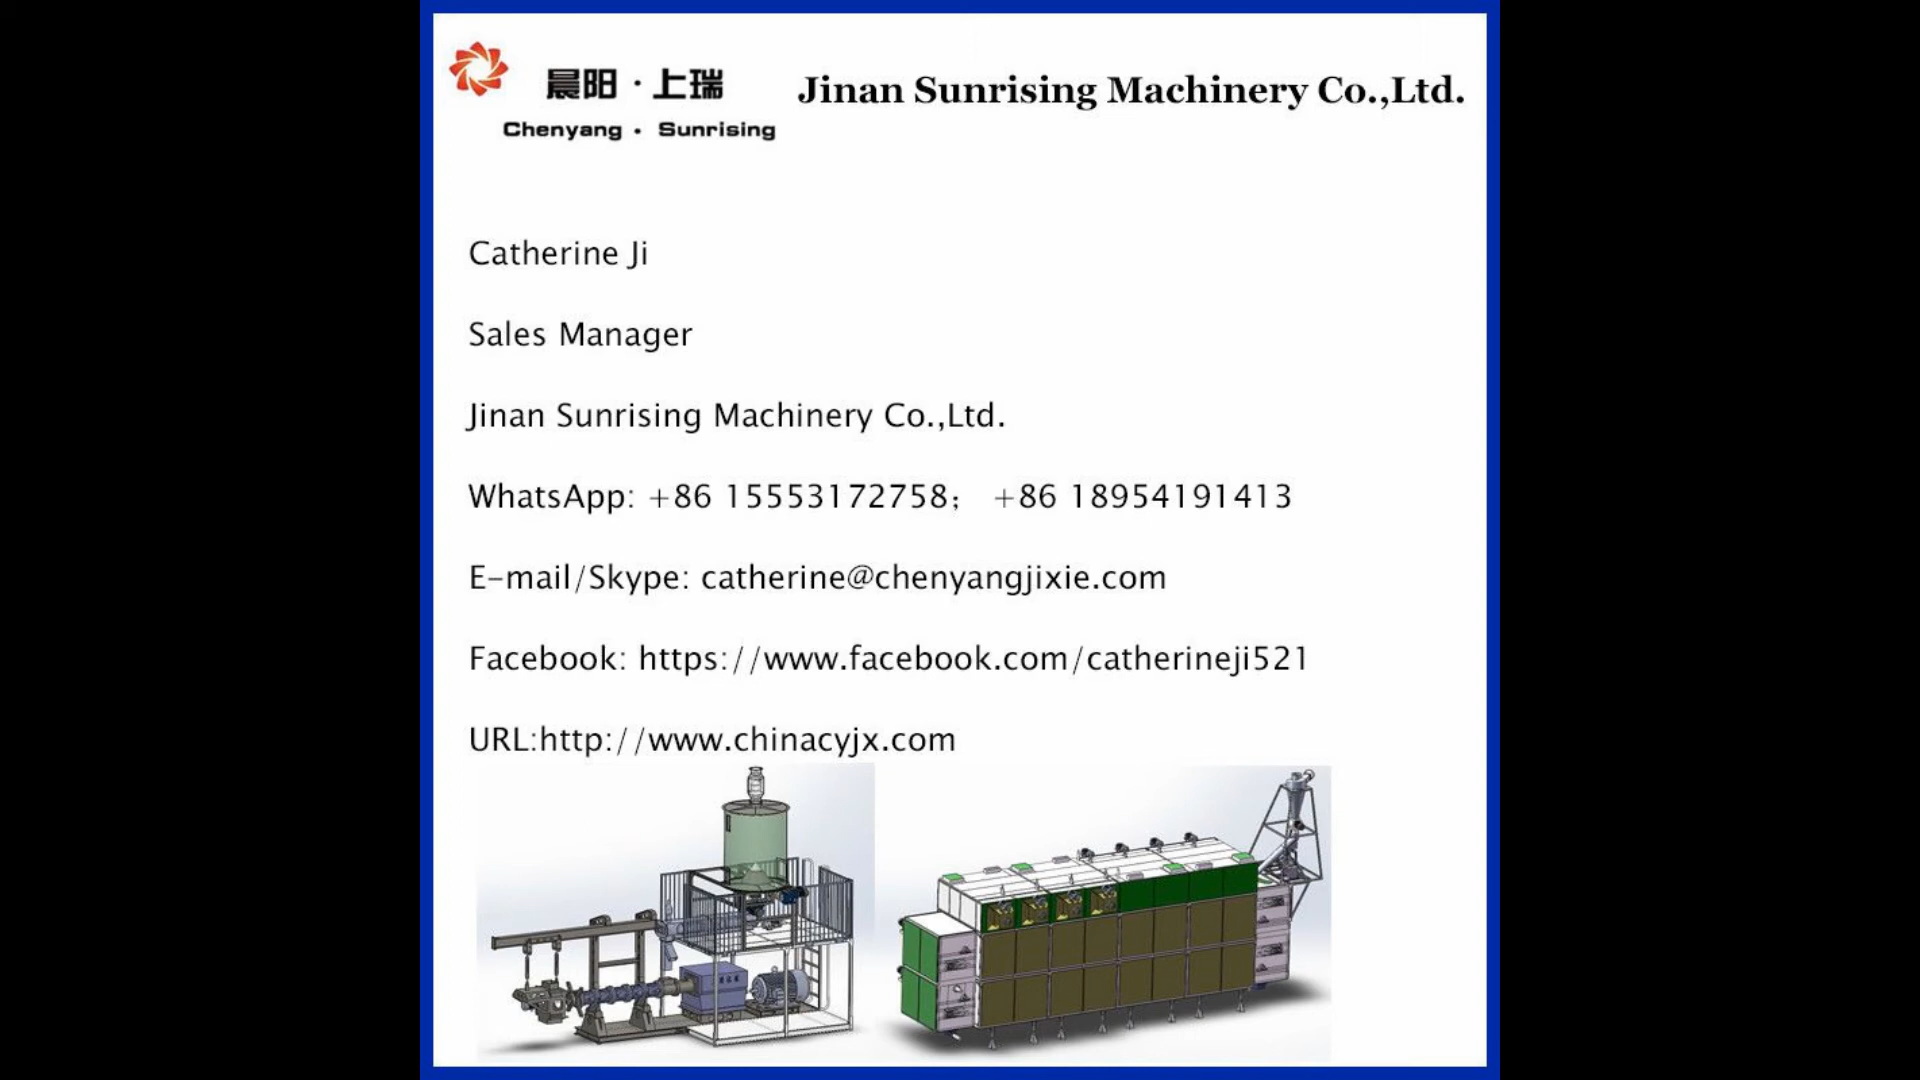 晨阳·上瑞
Chenyang · Sunrising
Jinan Sunrising Machinery Co.,Ltd.
Catherine Ji
Sales Manager
Jinan Sunrising Machinery Co.,Ltd.
WhatsApp: +86 15553172758; +86 18954191413
E-mail/Skype: catherine@chenyangjixie.com
Facebook: https://www.facebook.com/catherineji521
URL:http://www.chinacyjx.com